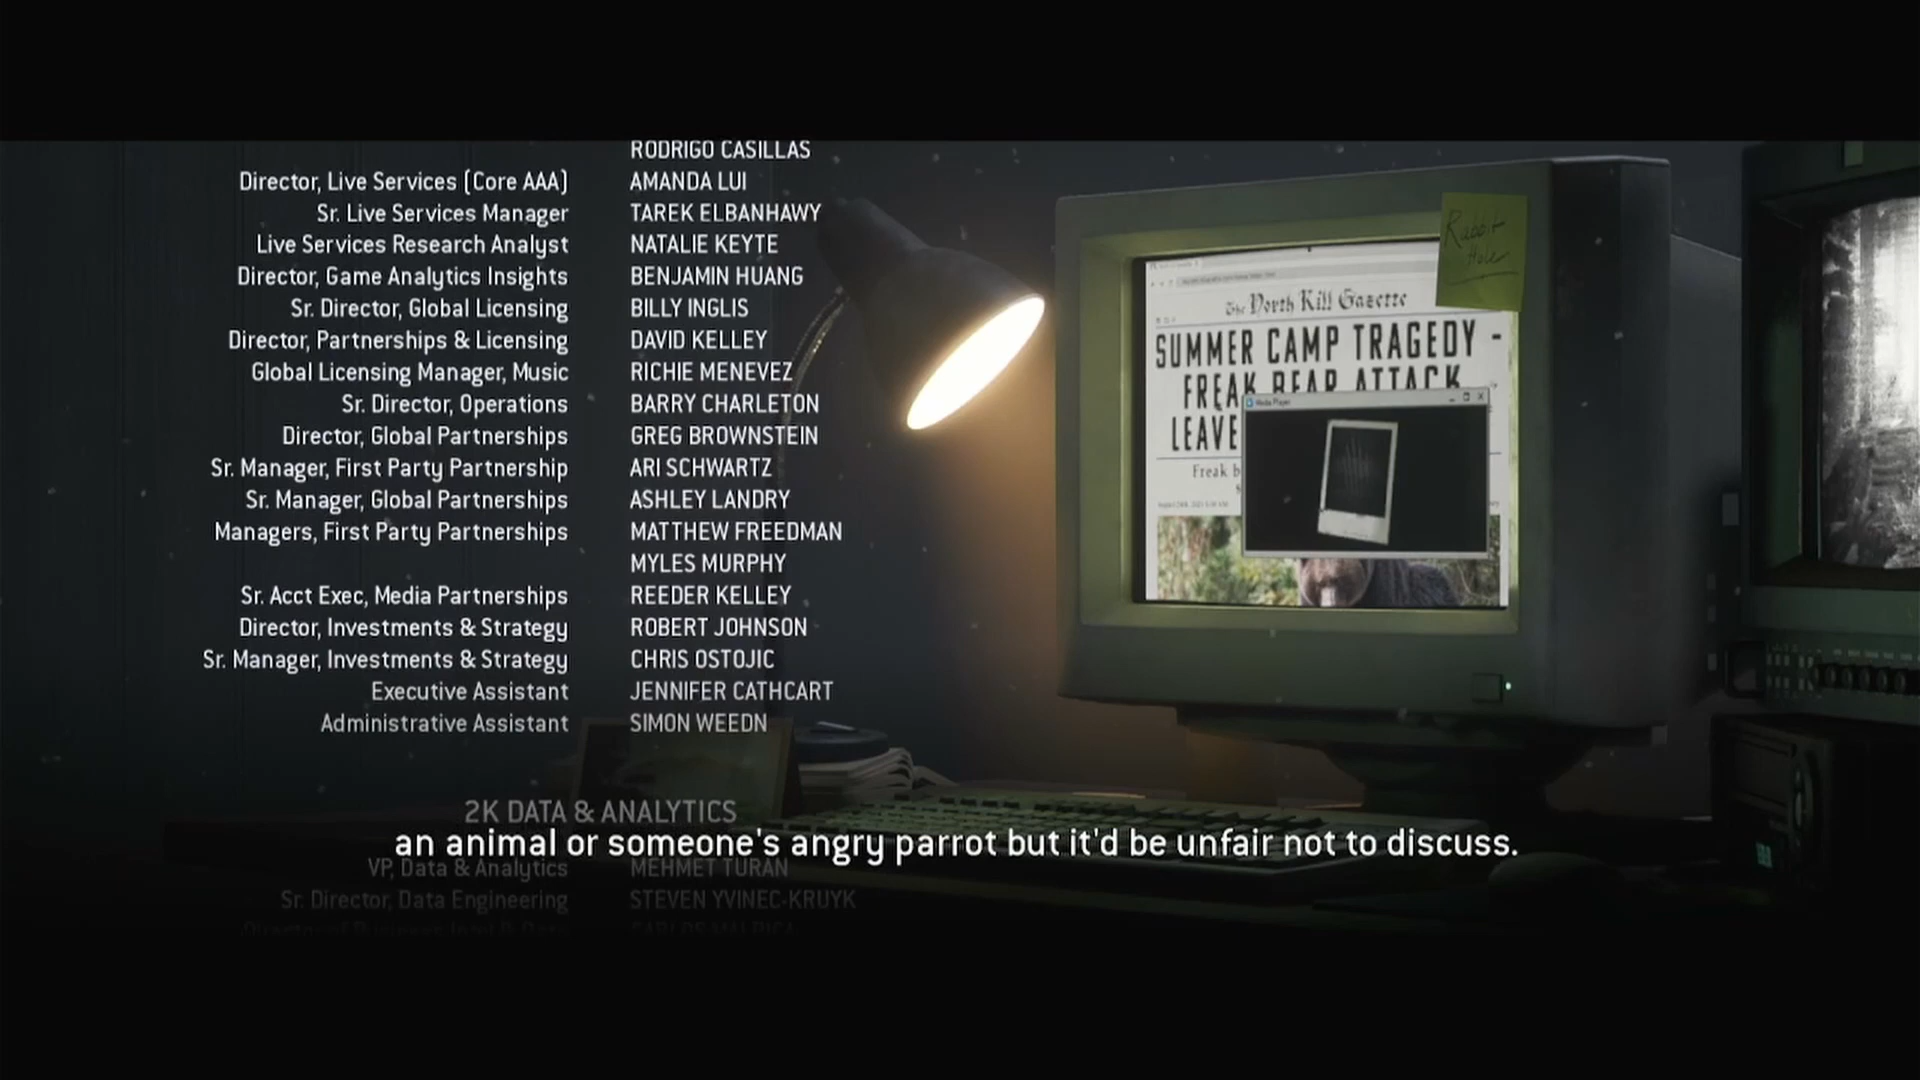 RODRIGO CASILLAS
Director, Live Services (Core AAA) AMANDA LUI
Sr. Live Services Manager TAREK ELBANHAWY
Live Services Research Analyst NATALIE KEYTE
Director, Game Analytics Insights BENJAMIN HUANG
Sr. Director, Global Licensing BILLY INGLIS
Director, Partnerships & Licensing DAVID KELLEY
Global Licensing Manager, Music RICHIE MENEVEZ
Sr. Director, Operations BARRY CHARLETON
Director, Global Partnerships GREG BROWNSTEIN
Sr. Manager, First Party Partnership ARI SCHWARTZ
Sr. Manager, Global Partnerships ASHLEY LANDRY
Managers, First Party Partnerships MATTHEW FREEDMAN
MYLES MURPHY
Sr. Acct Exec, Media Partnerships REEDER KELLEY
Director, Investments & Strategy ROBERT JOHNSON
Sr. Manager, Investments & Strategy CHRIS OSTOJIC
Executive Assistant JENNIFER CATHCART
Administrative Assistant SIMON WEEDN
2K DATA & ANALYTICS
an animal or someone's angry parrot but it'd be unfair not to discuss.
VP, Data & Analytics MEHMET TURAN
Sr. Director, Data Engineering STEVEN YVINEC-KRUYK
Rabbit
Hole
The North Kill Gazette
SUMMER CAMP TRAGEDY -
FREAK BEAR ATTACK
LEAVE
Media Player
Freak b